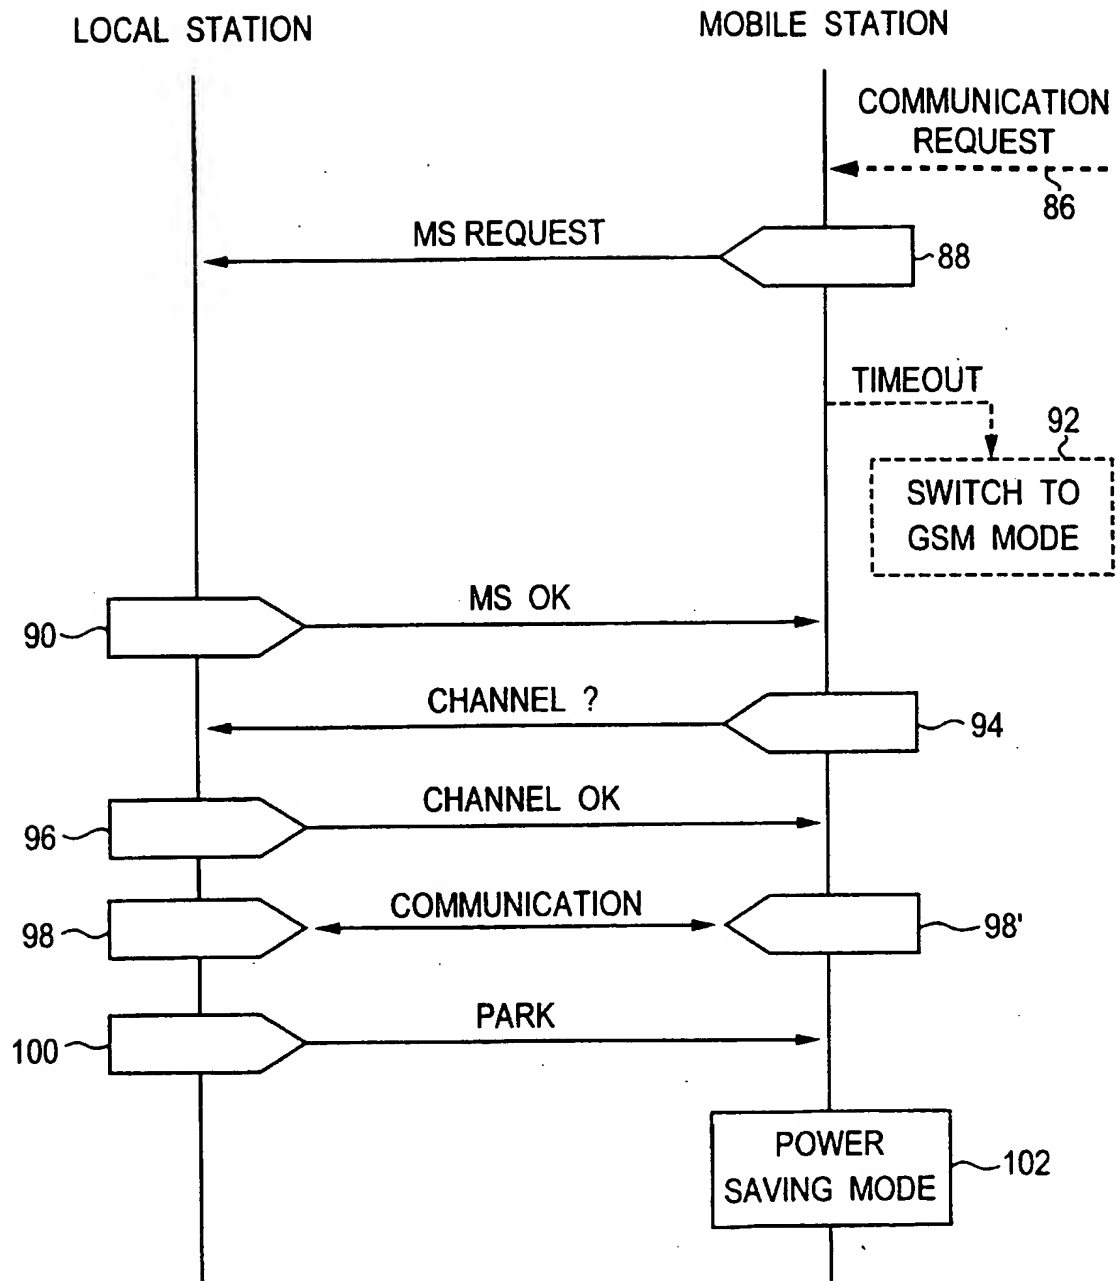 LOCAL STATION
MOBILE STATION
COMMUNICATION
REQUEST
86
MS REQUEST
88
TIMEOUT
92
SWITCH TO
GSM MODE
MS OK
90
CHANNEL ?
94
CHANNEL OK
96
COMMUNICATION
98
98'
PARK
100
POWER
SAVING MODE
102